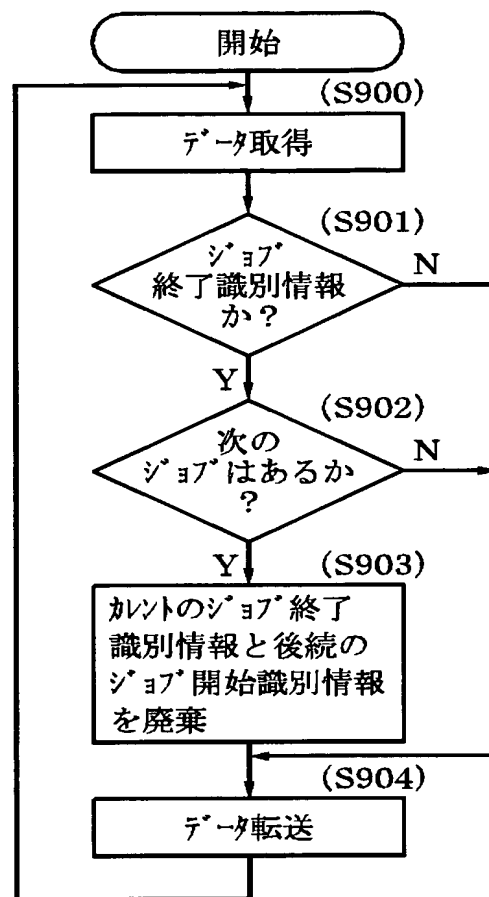 開始
(S900)
ﾃﾞｰﾀ取得
(S901)
ｼﾞｮﾌﾞ
終了識別情報
か？
N
Y
(S902)
次の
ｼﾞｮﾌﾞはあるか
？
N
Y
(S903)
ｶﾚﾝﾄのｼﾞｮﾌﾞ終了
識別情報と後続の
ｼﾞｮﾌﾞ開始識別情報
を廃棄
(S904)
ﾃﾞｰﾀ転送